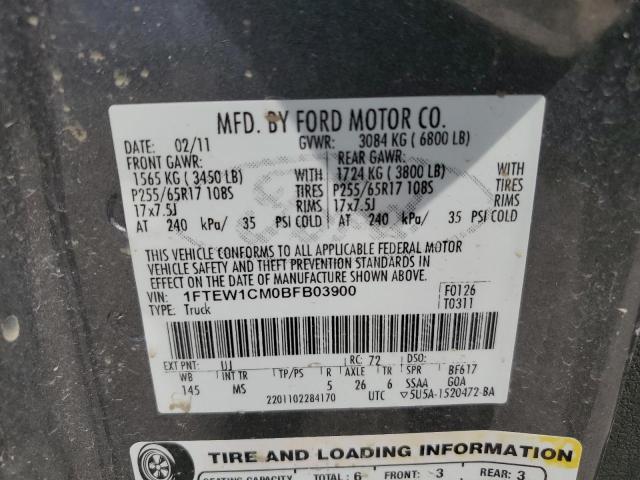 MFD. BY FORD MOTOR CO.
DATE: 02/11 GVWR: 3084 KG ( 6800 LB)
FRONT GAWR: REAR GAWR:
1565 KG ( 3450 LB) WITH 1724 KG ( 3800 LB) WITH
P255/65R17 108S TIRES P255/65R17 108S TIRES
17x7.5J RIMS 17x7.5J RIMS
AT 240 kPa/ 35 PSI COLD AT 240 kPa/ 35 PSI COLD
THIS VEHICLE CONFORMS TO ALL APPLICABLE FEDERAL MOTOR
VEHICLE SAFETY AND THEFT PREVENTION STANDARDS IN
EFFECT ON THE DATE OF MANUFACTURE SHOWN ABOVE.
VIN: 1FTEW1CM0BFB03900 F0126
TYPE: Truck T0311
EXT PNT: UJ RC: 72 DSO:
WB INT TR TP/PS R AXLE TR SPR BF617
145 MS 5 26 6 SSAA G0A
2201102284170 UTC ▽5U5A-1520472-BA
TIRE AND LOADING INFORMATION
SEATING CAPACITY TOTAL: 6 FRONT: 3 REAR: 3